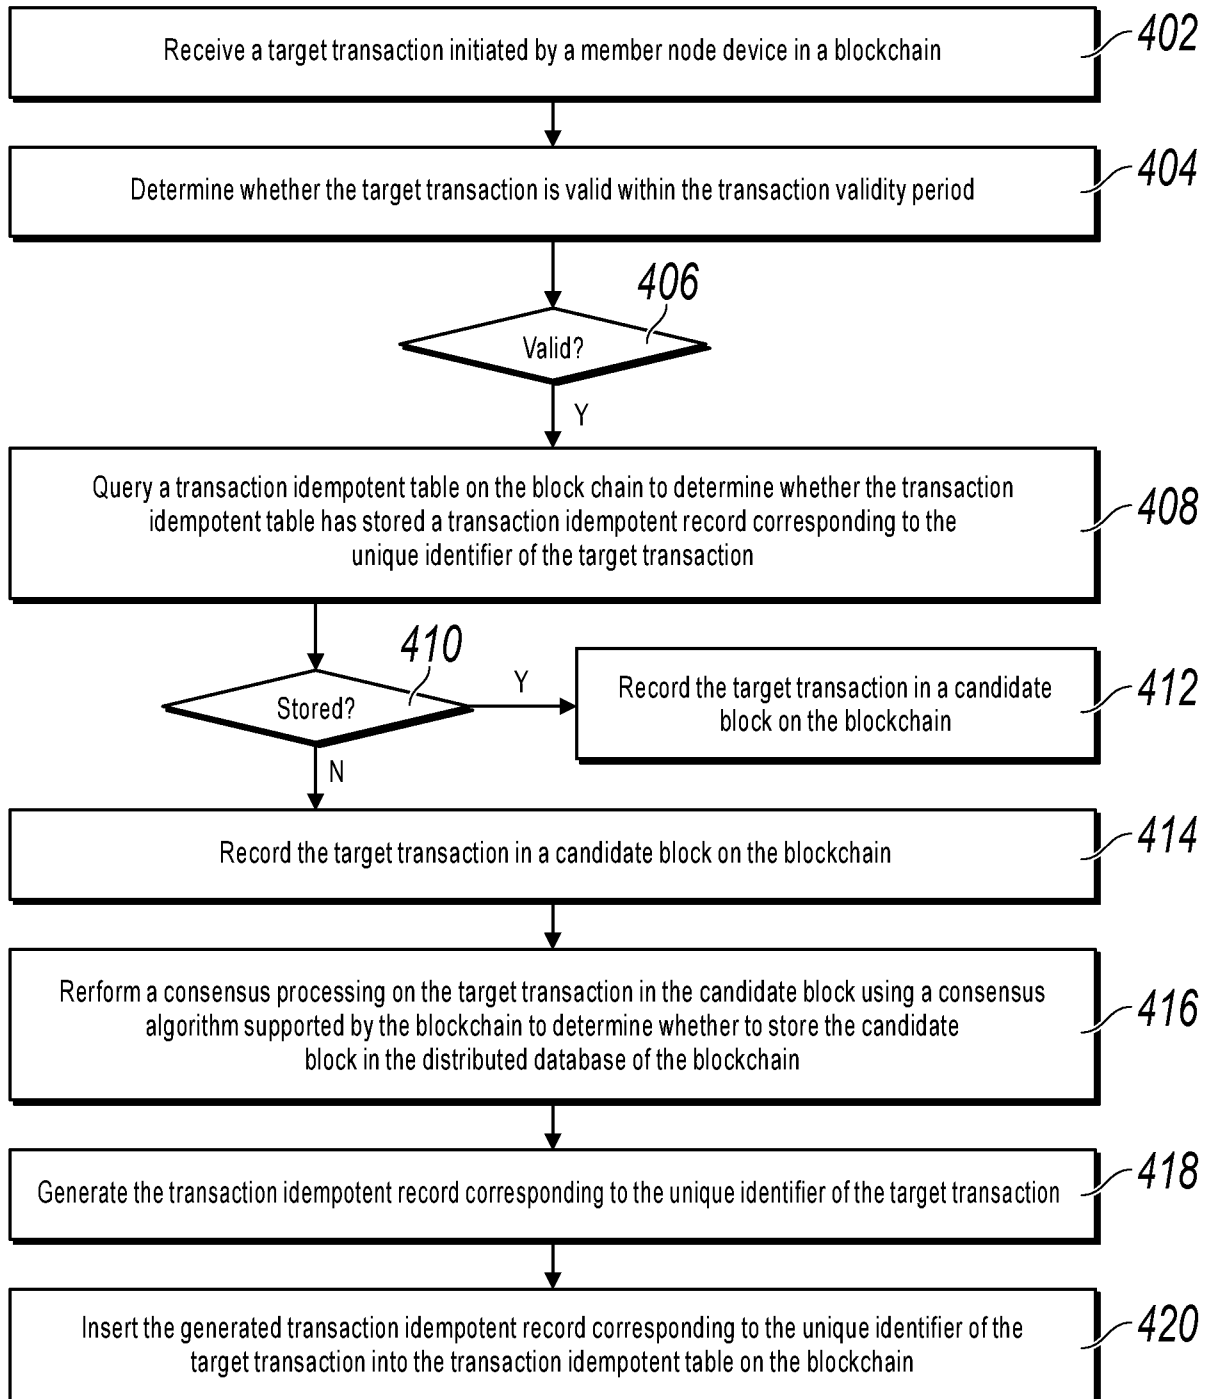 Receive a target transaction initiated by a member node device in a blockchain
402
Determine whether the target transaction is valid within the transaction validity period
404
406
Valid?
Y
Query a transaction idempotent table on the block chain to determine whether the transaction
idempotent table has stored a transaction idempotent record corresponding to the
unique identifier of the target transaction
408
410
Stored?
Y
Record the target transaction in a candidate
block on the blockchain
412
N
Record the target transaction in a candidate block on the blockchain
414
Rerform a consensus processing on the target transaction in the candidate block using a consensus
algorithm supported by the blockchain to determine whether to store the candidate
block in the distributed database of the blockchain
416
Generate the transaction idempotent record corresponding to the unique identifier of the target transaction
418
Insert the generated transaction idempotent record corresponding to the unique identifier of the
target transaction into the transaction idempotent table on the blockchain
420